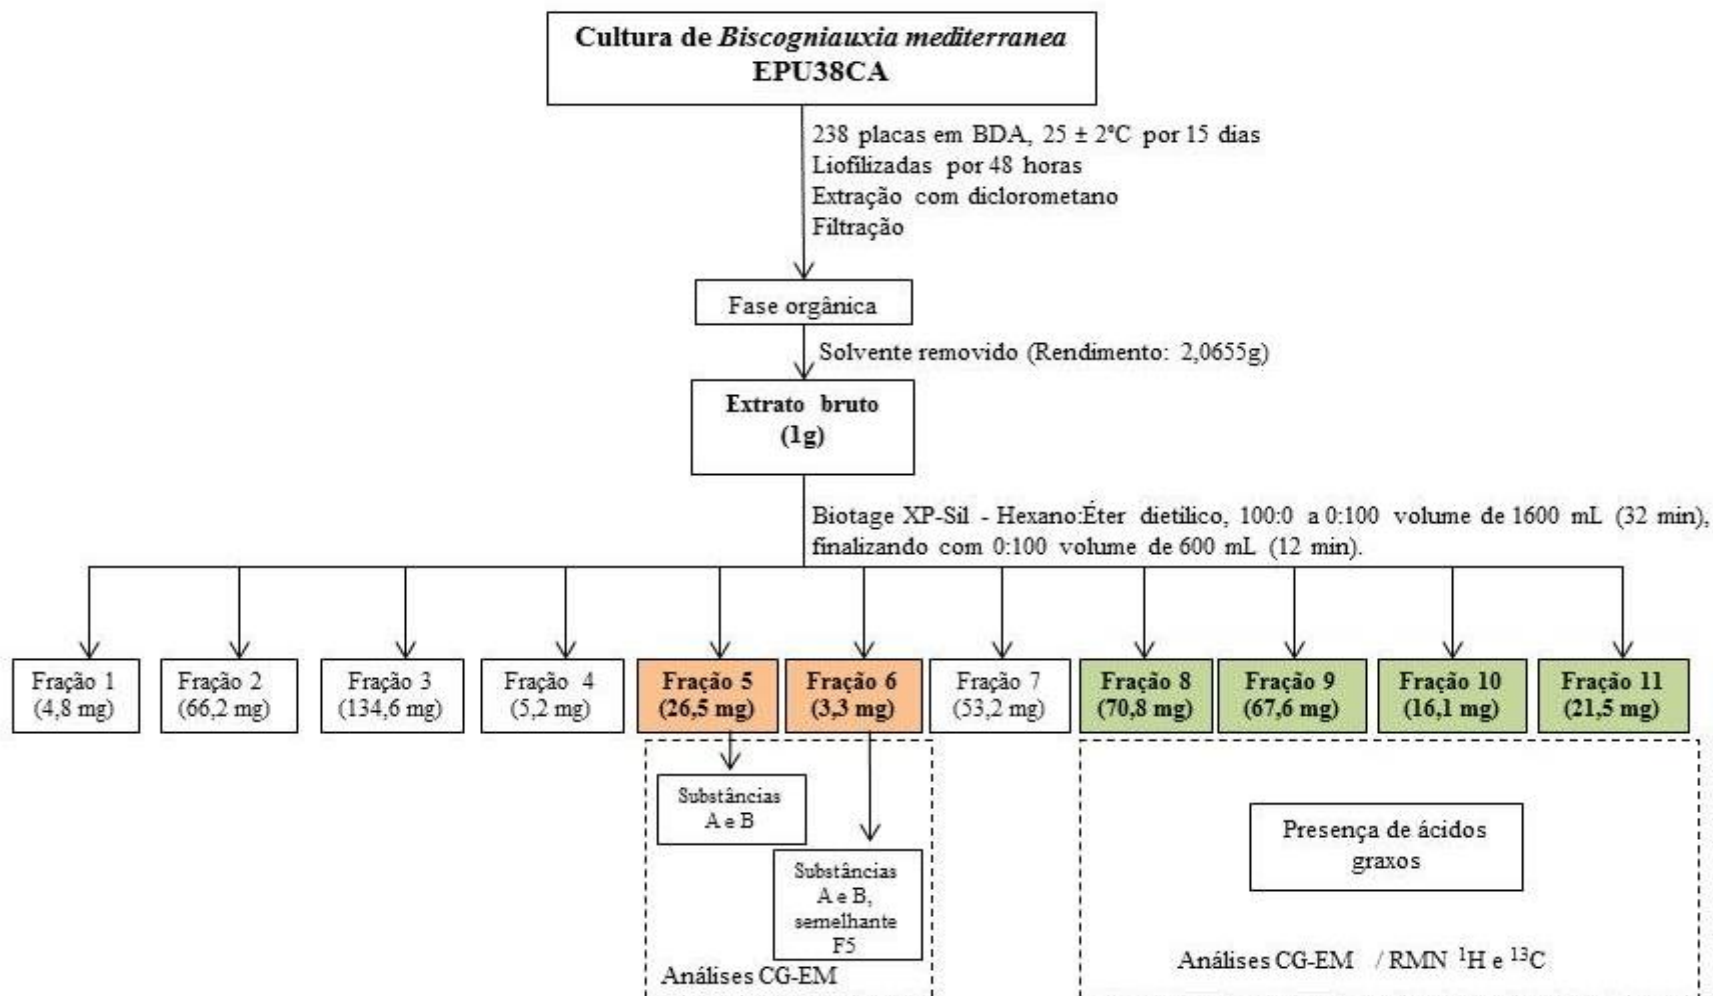 Cultura de Biscogniauxia mediterranea
EPU38CA
238 placas em BDA, 25 ± 2°C por 15 dias
Liofilizadas por 48 horas
Extração com diclorometano
Filtração
Fase orgânica
Solvente removido (Rendimento: 2,0655g)
Extrato bruto
(1g)
Biotage XP-Sil - Hexano:Éter dietílico, 100:0 a 0:100 volume de 1600 mL (32 min),
finalizando com 0:100 volume de 600 mL (12 min).
Fração 1
(4,8 mg)
Fração 2
(66,2 mg)
Fração 3
(134,6 mg)
Fração 4
(5,2 mg)
Fração 5
(26,5 mg)
Fração 6
(3,3 mg)
Fração 7
(53,2 mg)
Fração 8
(70,8 mg)
Fração 9
(67,6 mg)
Fração 10
(16,1 mg)
Fração 11
(21,5 mg)
Substâncias
A e B
Substâncias
A e B,
semelhante
F5
Análises CG-EM
Presença de ácidos
graxos
Análises CG-EM / RMN ¹H e ¹³C